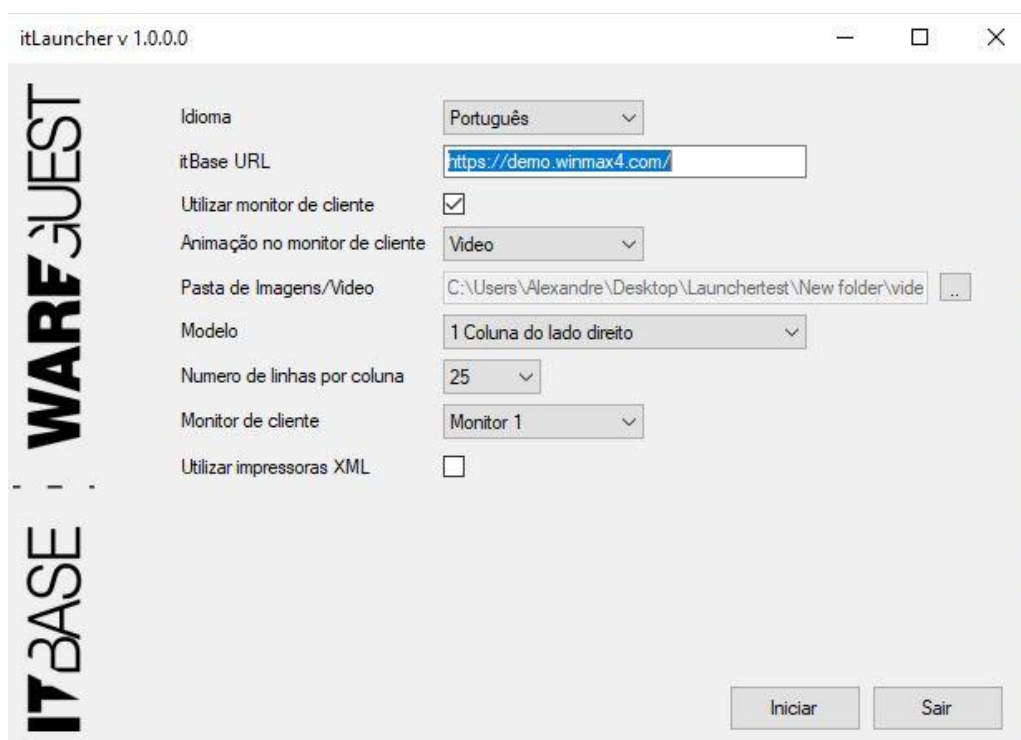 itLauncher v 1.0.0.0
Idioma Português
itBase URL https://demo.winmax4.com/
Utilizar monitor de cliente
Animação no monitor de cliente Video
Pasta de Imagens/Video C:\Users\Alexandre\Desktop\Launchertest\New folder\vide ..
Modelo 1 Coluna do lado direito
Numero de linhas por coluna 25
Monitor de cliente Monitor 1
Utilizar impressoras XML
Iniciar Sair
WAREGUEST
ITBASE